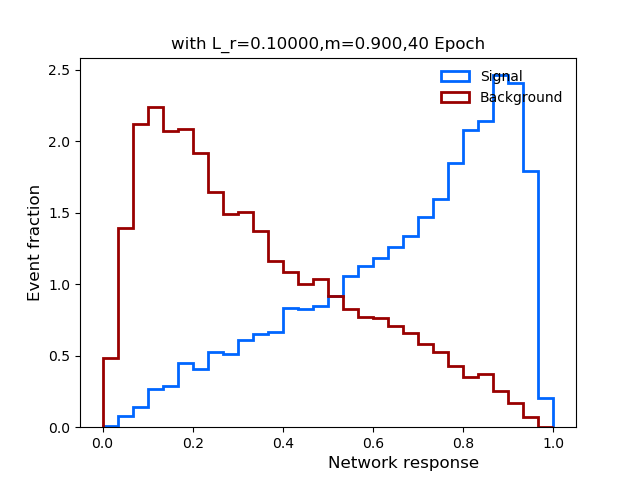 with L_r=0.10000,m=0.900,40 Epoch
Signal
Background
Event fraction
2.5
2.0
1.5
1.0
0.5
0.0
0.0 0.2 0.4 0.6 0.8 1.0
Network response